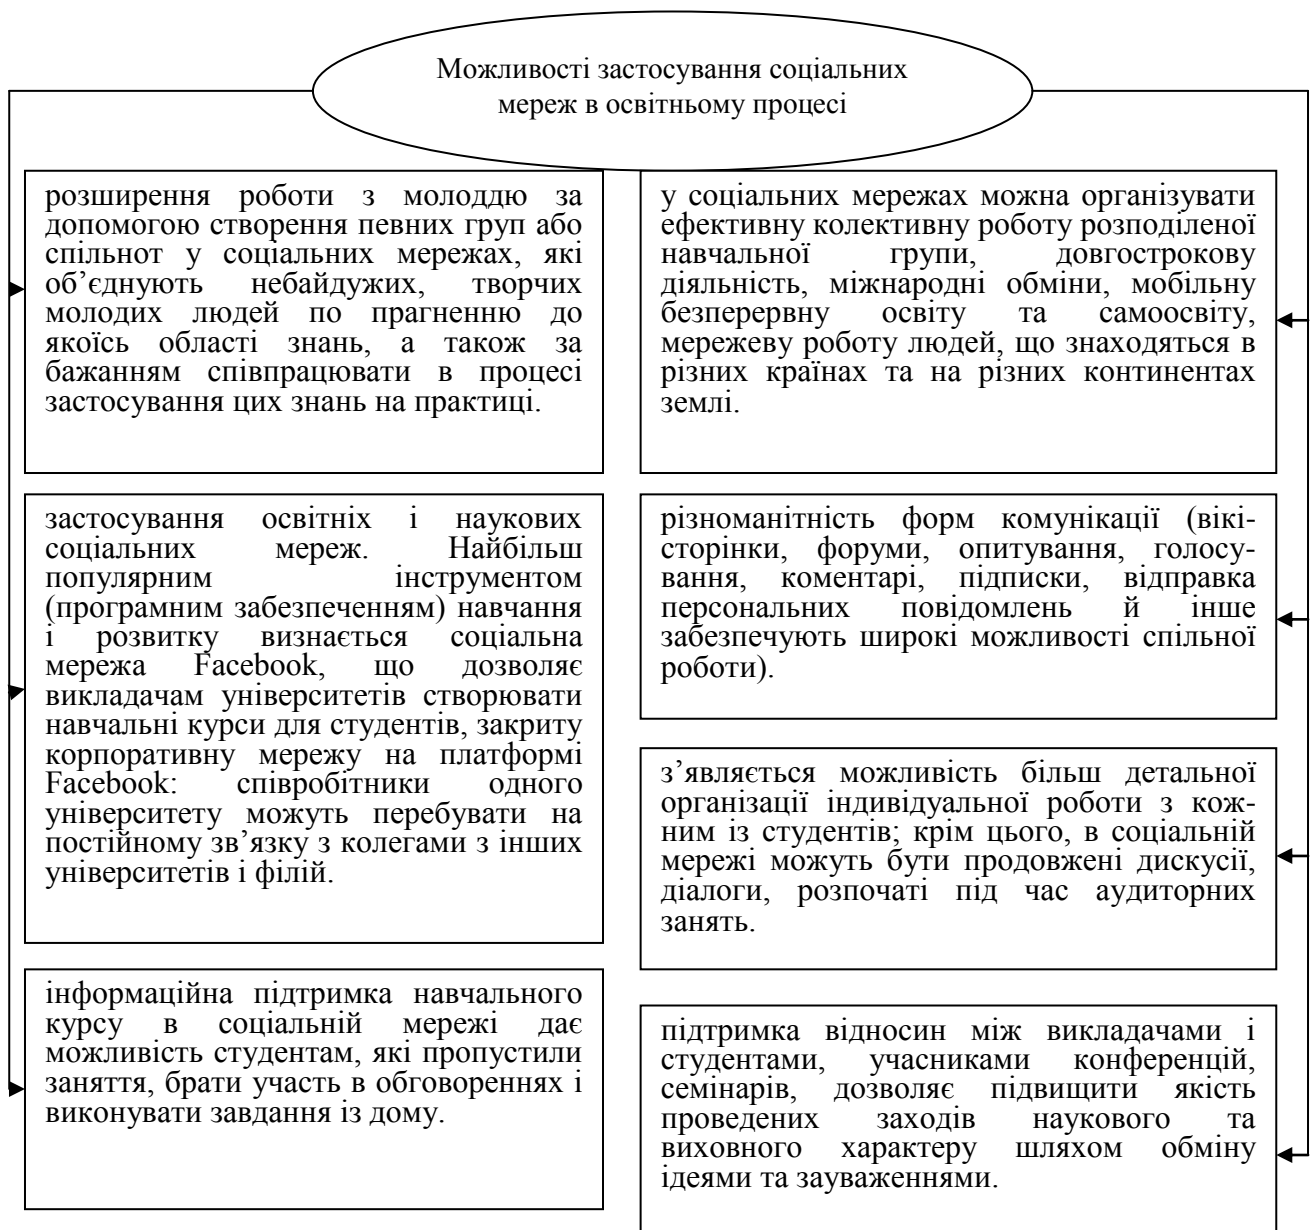 Можливості застосування соціальних
мереж в освітньому процесі
розширення роботи з молоддю за
допомогою створення певних груп або
спільнот у соціальних мережах, які
об’єднують небайдужих, творчих
молодих людей по прагненню до
якоїсь області знань, а також за
бажанням співпрацювати в процесі
застосування цих знань на практиці.
застосування освітніх і наукових
соціальних мереж. Найбільш
популярним інструментом
(програмним забезпеченням) навчання
і розвитку визнається соціальна
мережа Facebook, що дозволяє
викладачам університетів створювати
навчальні курси для студентів, закриту
корпоративну мережу на платформі
Facebook: співробітники одного
університету можуть перебувати на
постійному зв’язку з колегами з інших
університетів і філій.
інформаційна підтримка навчального
курсу в соціальній мережі дає
можливість студентам, які пропустили
заняття, брати участь в обговореннях і
виконувати завдання із дому.
у соціальних мережах можна організувати
ефективну колективну роботу розподіленої
навчальної групи, довгострокову
діяльність, міжнародні обміни, мобільну
безперервну освіту та самоосвіту,
мережеву роботу людей, що знаходяться в
різних країнах та на різних континентах
землі.
різноманітність форм комунікації (вікі-
сторінки, форуми, опитування, голосу-
вання, коментарі, підписки, відправка
персональних повідомлень й інше
забезпечують широкі можливості спільної
роботи).
з’являється можливість більш детальної
організації індивідуальної роботи з кож-
ним із студентів; крім цього, в соціальній
мережі можуть бути продовжені дискусії,
діалоги, розпочаті під час аудиторних
занять.
підтримка відносин між викладачами і
студентами, учасниками конференцій,
семінарів, дозволяє підвищити якість
проведених заходів наукового та
виховного характеру шляхом обміну
ідеями та зауваженнями.